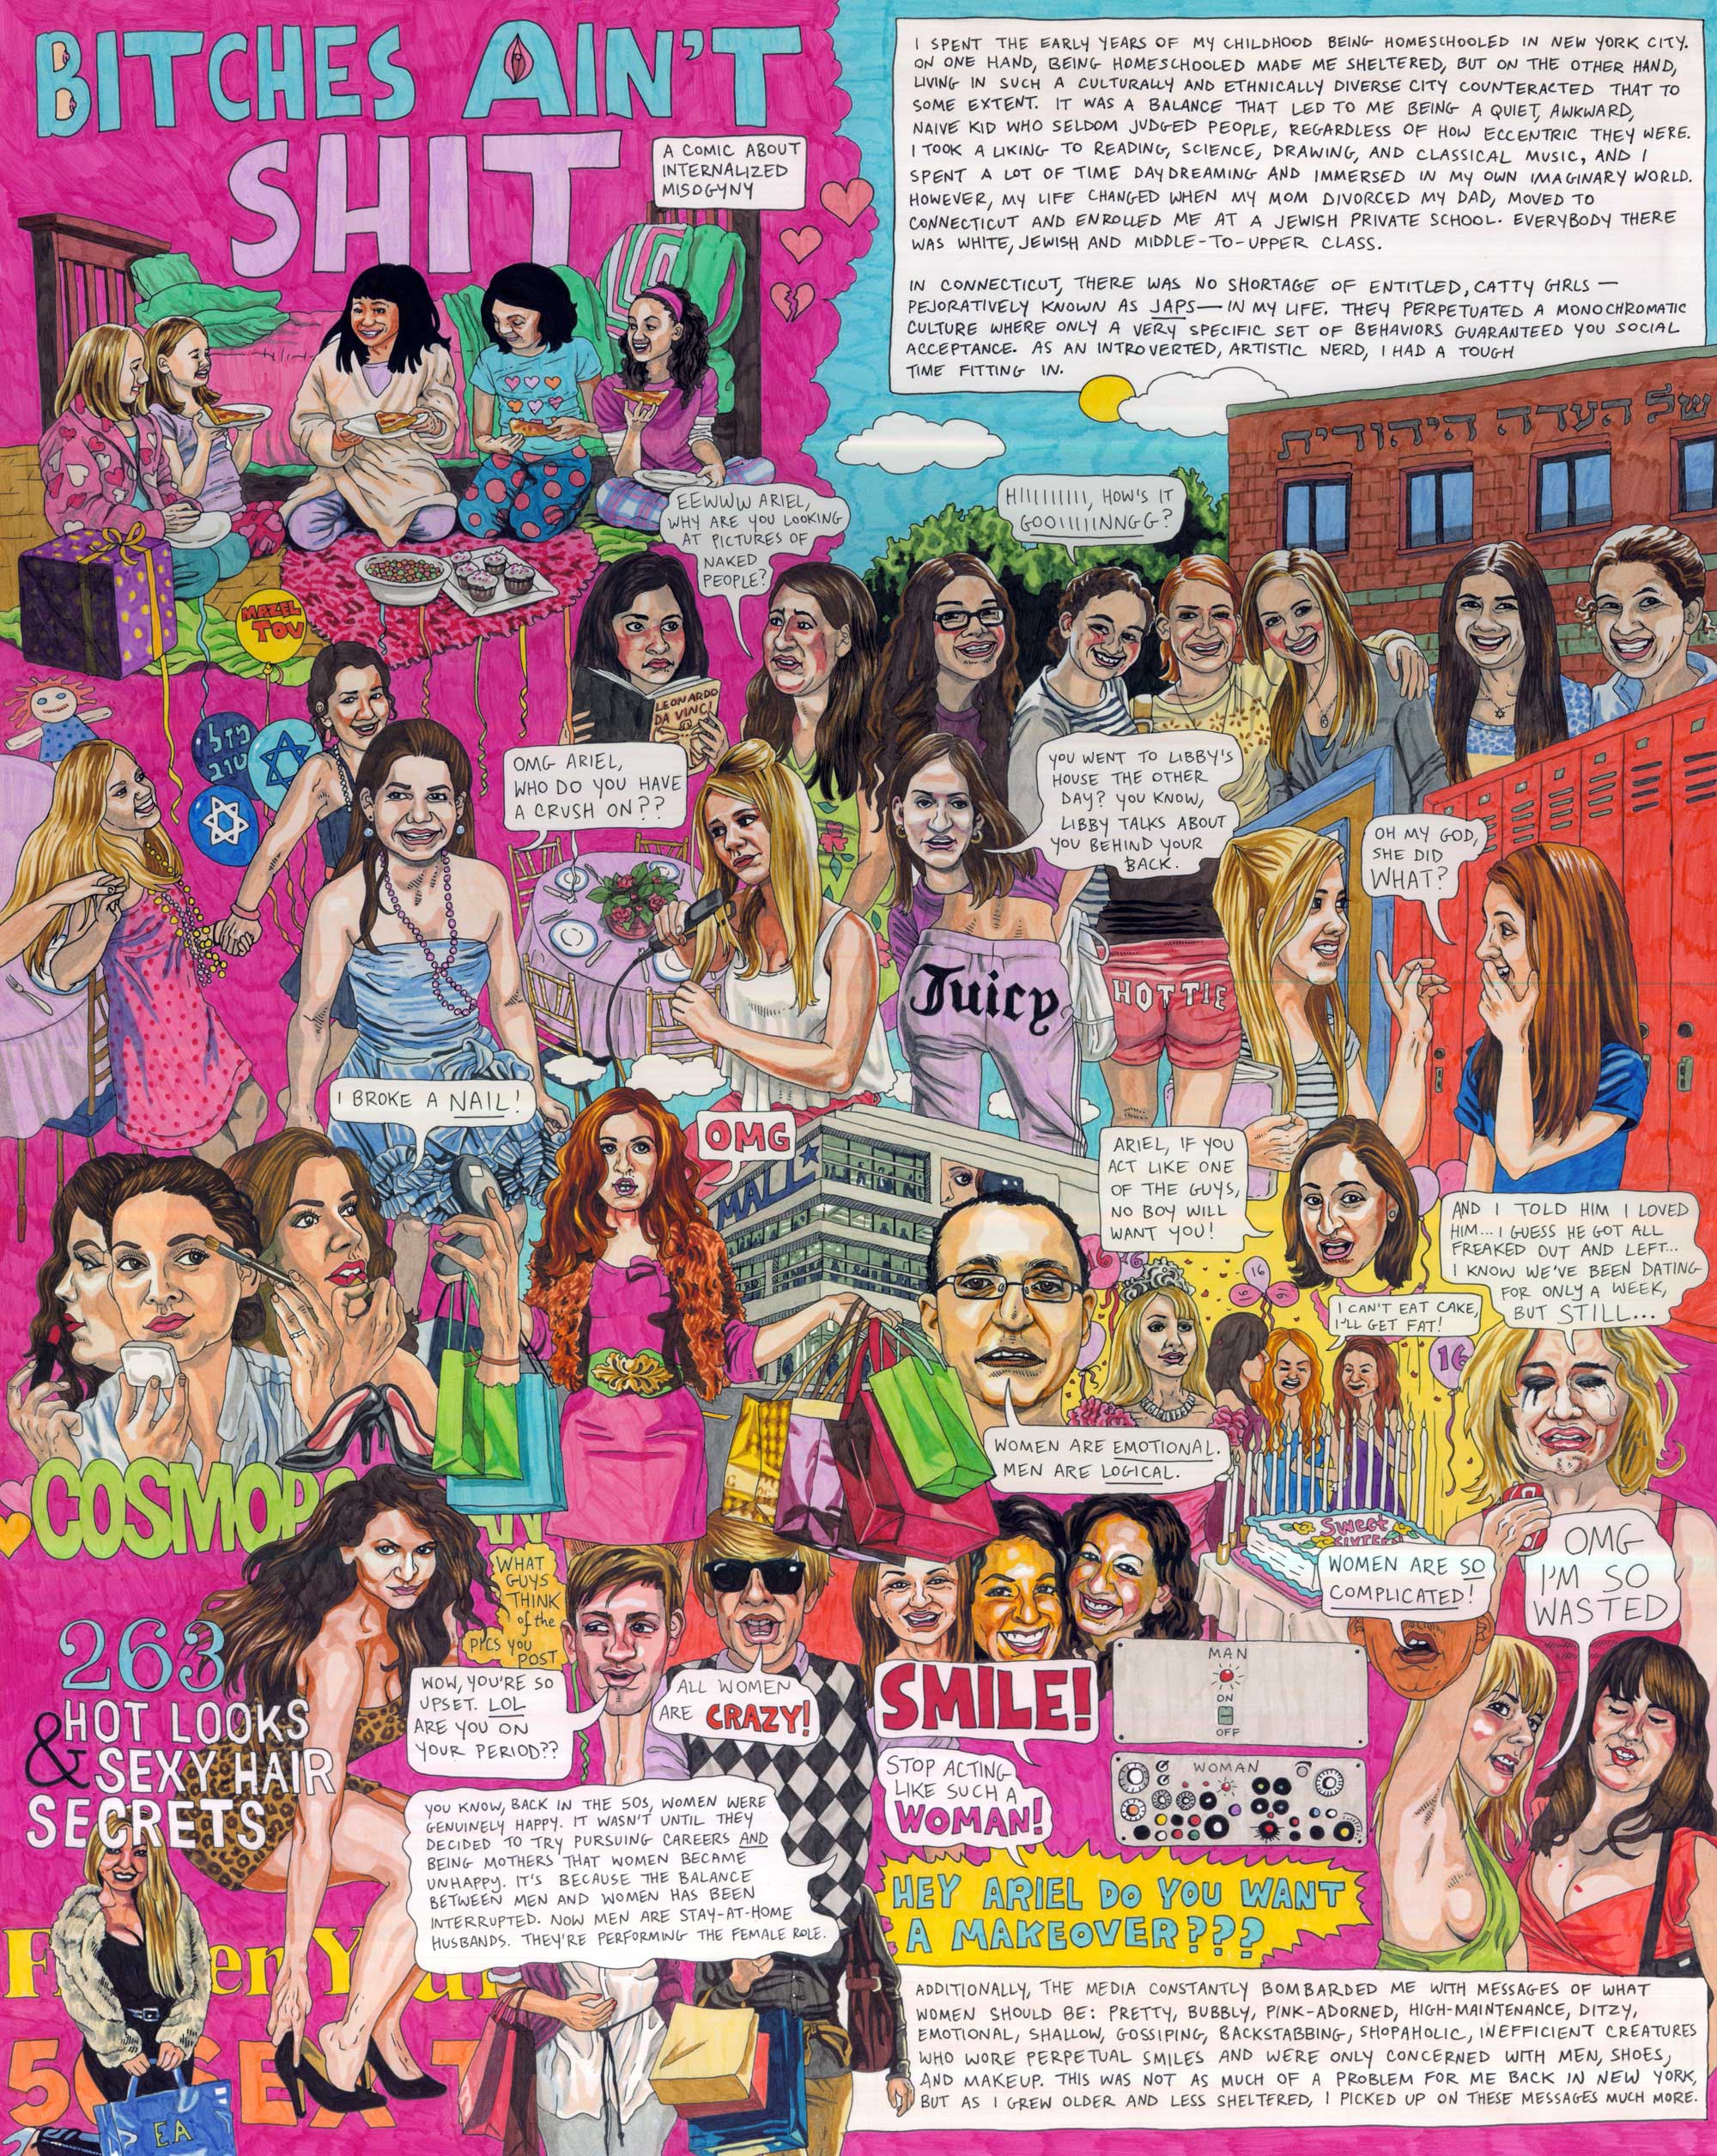 BITCHES AIN'T
SHIT
A COMIC ABOUT
INTERNALIZED
MISOGYNY
I SPENT THE EARLY YEARS OF MY CHILDHOOD BEING HOMESCHOOLED IN NEW YORK CITY.
ON ONE HAND, BEING HOMESCHOOLED MADE ME SHELTERED, BUT ON THE OTHER HAND,
LIVING IN SUCH A CULTURALLY AND ETHNICALLY DIVERSE CITY COUNTERACTED THAT TO
SOME EXTENT. IT WAS A BALANCE THAT LED TO ME BEING A QUIET, AWKWARD,
NAIVE KID WHO SELDOM JUDGED PEOPLE, REGARDLESS OF HOW ECCENTRIC THEY WERE.
I TOOK A LIKING TO READING, SCIENCE, DRAWING, AND CLASSICAL MUSIC, AND I
SPENT A LOT OF TIME DAYDREAMING AND IMMERSED IN MY OWN IMAGINARY WORLD.
HOWEVER, MY LIFE CHANGED WHEN MY MOM DIVORCED MY DAD, MOVED TO
CONNECTICUT AND ENROLLED ME AT A JEWISH PRIVATE SCHOOL. EVERYBODY THERE
WAS WHITE, JEWISH AND MIDDLE-TO-UPPER CLASS.
IN CONNECTICUT, THERE WAS NO SHORTAGE OF ENTITLED, CATTY GIRLS —
PEJORATIVELY KNOWN AS JAPS — IN MY LIFE. THEY PERPETUATED A MONOCHROMATIC
CULTURE WHERE ONLY A VERY SPECIFIC SET OF BEHAVIORS GUARANTEED YOU SOCIAL
ACCEPTANCE. AS AN INTROVERTED, ARTISTIC NERD, I HAD A TOUGH
TIME FITTING IN.
של העדה היהודית
EEWWW ARIEL,
WHY ARE YOU LOOKING
AT PICTURES OF
NAKED
PEOPLE?
HIIIIIIIII, HOW'S IT
GOOIIIIINNGG?
MAZEL
TOV
LEONARDO
DA VINCI
מזל
טוב
OMG ARIEL,
WHO DO YOU HAVE
A CRUSH ON??
YOU WENT TO LIBBY'S
HOUSE THE OTHER
DAY? YOU KNOW,
LIBBY TALKS ABOUT
YOU BEHIND YOUR
BACK.
OH MY GOD,
SHE DID
WHAT?
Juicy
HOTTIE
I BROKE A NAIL!
OMG
MALL
ARIEL, IF YOU
ACT LIKE ONE
OF THE GUYS,
NO BOY WILL
WANT YOU!
AND I TOLD HIM I LOVED
HIM... I GUESS HE GOT ALL
FREAKED OUT AND LEFT...
I KNOW WE'VE BEEN DATING
FOR ONLY A WEEK,
BUT STILL...
16
16
16
I CAN'T EAT CAKE,
I'LL GET FAT!
16
WOMEN ARE EMOTIONAL.
MEN ARE LOGICAL.
COSMOP AN
Sweet
SIXTEEN
WHAT
GUYS
THINK
of the
PICS YOU
POST
WOMEN ARE SO
COMPLICATED!
OMG
I'M SO
WASTED
263
HOT LOOKS
& SEXY HAIR
SECRETS
WOW, YOU'RE SO
UPSET. LOL
ARE YOU ON
YOUR PERIOD??
ALL WOMEN
ARE CRAZY!
SMILE!
MAN
ON
OFF
STOP ACTING
LIKE SUCH A
WOMAN!
WOMAN
YOU KNOW, BACK IN THE 50s, WOMEN WERE
GENUINELY HAPPY. IT WASN'T UNTIL THEY
DECIDED TO TRY PURSUING CAREERS AND
BEING MOTHERS THAT WOMEN BECAME
UNHAPPY. IT'S BECAUSE THE BALANCE
BETWEEN MEN AND WOMEN HAS BEEN
INTERRUPTED. NOW MEN ARE STAY-AT-HOME
HUSBANDS. THEY'RE PERFORMING THE FEMALE ROLE.
HEY ARIEL DO YOU WANT
A MAKEOVER???
EA
ADDITIONALLY, THE MEDIA CONSTANTLY BOMBARDED ME WITH MESSAGES OF WHAT
WOMEN SHOULD BE: PRETTY, BUBBLY, PINK-ADORNED, HIGH-MAINTENANCE, DITZY,
EMOTIONAL, SHALLOW, GOSSIPING, BACKSTABBING, SHOPAHOLIC, INEFFICIENT CREATURES
WHO WORE PERPETUAL SMILES AND WERE ONLY CONCERNED WITH MEN, SHOES,
AND MAKEUP. THIS WAS NOT AS MUCH OF A PROBLEM FOR ME BACK IN NEW YORK,
BUT AS I GREW OLDER AND LESS SHELTERED, I PICKED UP ON THESE MESSAGES MUCH MORE.